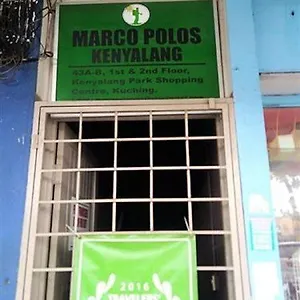 MARCO POLOS
KENYALANG
43A-B, 1st & 2nd Floor,
Kenyalang Park Shopping
Centre, Kuching.
2016
TRAVELERS'